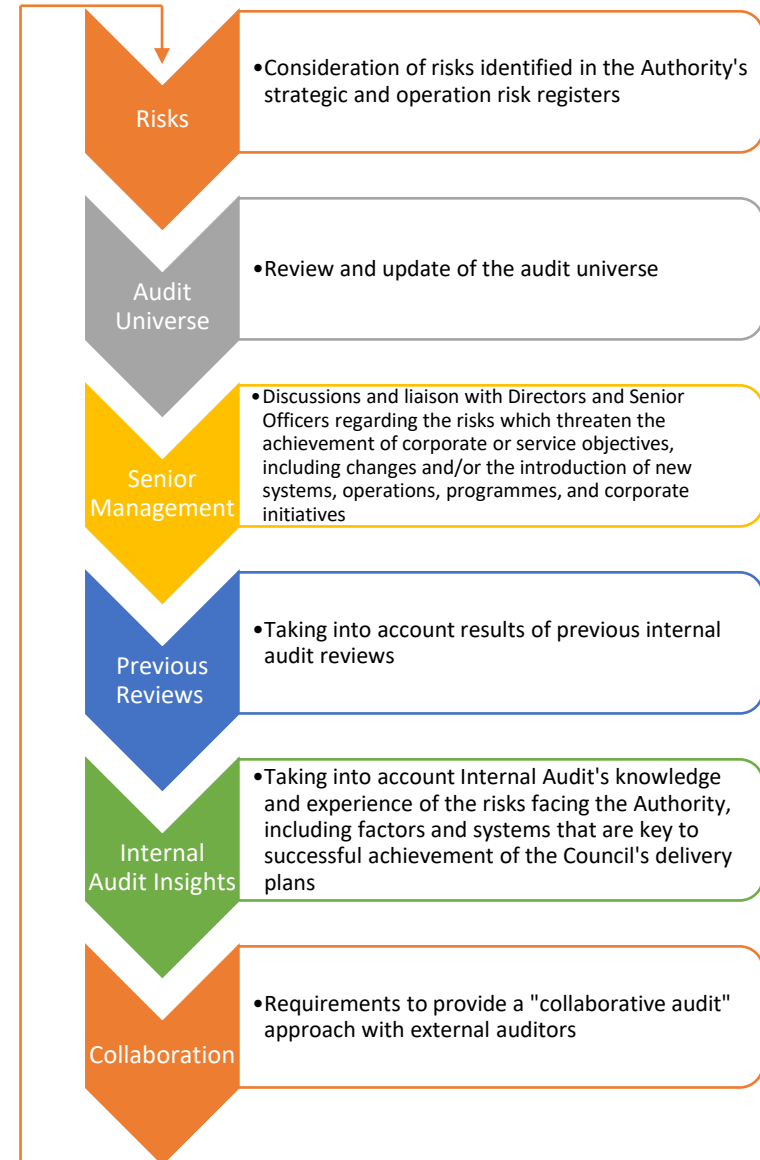 Risks
•Consideration of risks identified in the Authority's
strategic and operation risk registers
Audit
Universe
•Review and update of the audit universe
Senior
Management
•Discussions and liaison with Directors and Senior
Officers regarding the risks which threaten the
achievement of corporate or service objectives,
including changes and/or the introduction of new
systems, operations, programmes, and corporate
initiatives
Previous
Reviews
•Taking into account results of previous internal
audit reviews
Internal
Audit Insights
•Taking into account Internal Audit's knowledge
and experience of the risks facing the Authority,
including factors and systems that are key to
successful achievement of the Council's delivery
plans
Collaboration
•Requirements to provide a "collaborative audit"
approach with external auditors